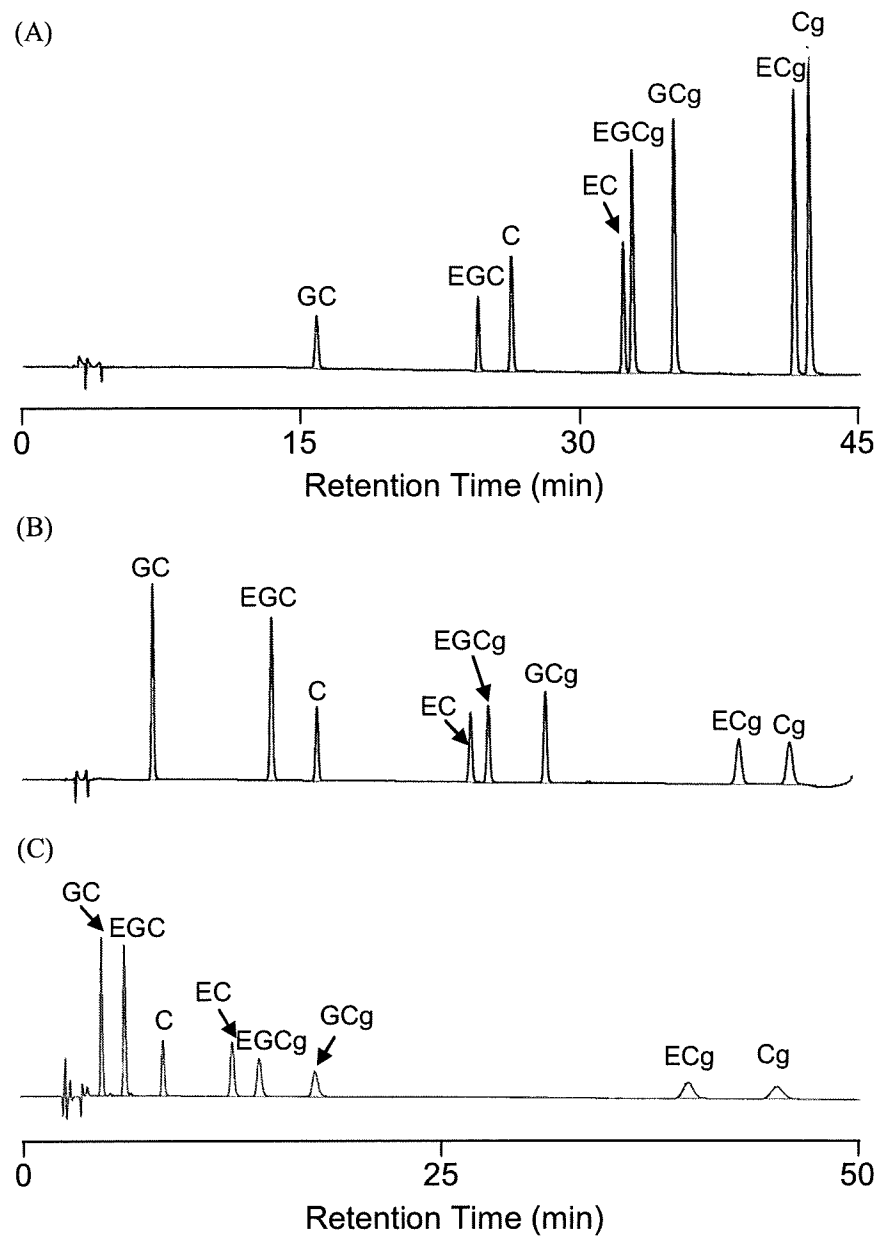 (A)
Cg
ECg
GCg
EGCg
EC
C
EGC
GC
0 15 30 45
Retention Time (min)
(B)
GC
EGC
EGCg
GCg
C
EC
ECg
Cg
(C)
GC
EGC
EC
C
GCg
EGCg
ECg
Cg
0 25 50
Retention Time (min)